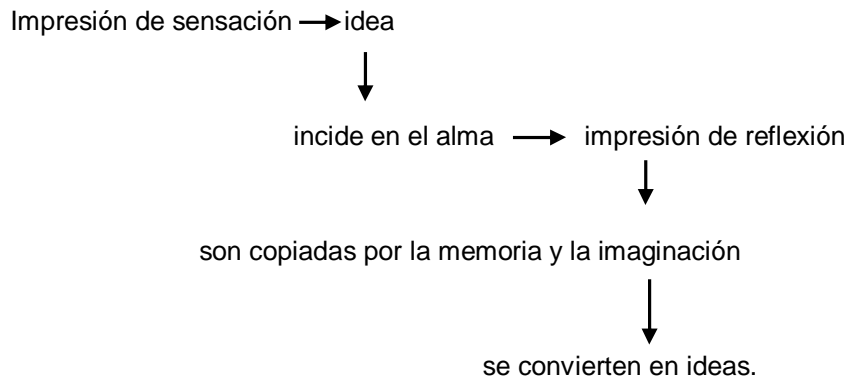 Impresión de sensación idea
incide en el alma impresión de reflexión
son copiadas por la memoria y la imaginación
se convierten en ideas.